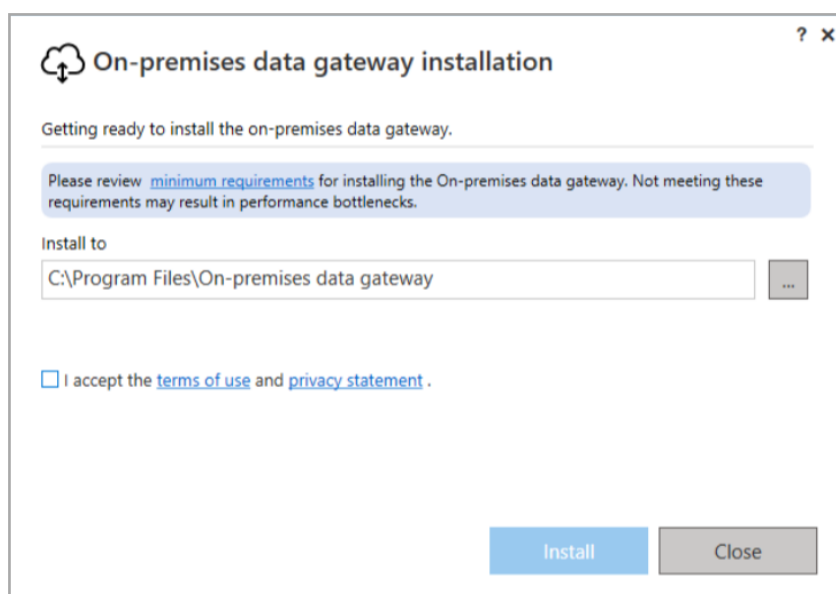 ? ×
On-premises data gateway installation
Getting ready to install the on-premises data gateway.
Please review minimum requirements for installing the On-premises data gateway. Not meeting these
requirements may result in performance bottlenecks.
Install to
C:\Program Files\On-premises data gateway
...
I accept the terms of use and privacy statement .
Install Close